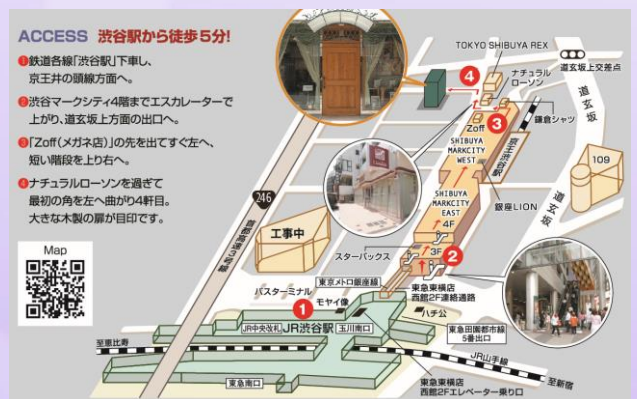 ACCESS 渋谷駅から徒歩5分!
❶鉄道各線「渋谷駅」下車し、
京王井の頭線方面へ。
❷渋谷マークシティ4階までエスカレーターで
上がり、道玄坂上方面の出口へ。
❸「Zoff(メガネ店)」の先を出てすぐ左へ、
短い階段を上り右へ。
❹ナチュラルローソンを過ぎて
最初の角を左へ曲がり4軒目。
大きな木製の扉が目印です。
Map
TOKYO SHIBUYA REX
ナチュラル
ローソン
道玄坂上交差点
4
3
鎌倉シャツ
道玄坂
Zoff
SHIBUYA
MARKCITY
WEST
京王渋谷駅
109
銀座LION
道玄坂
SHIBUYA
MARKCITY
EAST
4F
246
首都高速3号線
工事中
スターバックス
3F
2
東京メトロ銀座線
東急東横店
西館2F連絡通路
バスターミナル
モヤイ像
ハチ公
1
JR中央改札
JR渋谷駅
玉川南口
東急田園都市線
5番出口
至恵比寿
JR山手線
至新宿
東急南口
東急東横店
西館2Fエレベーター乗り口